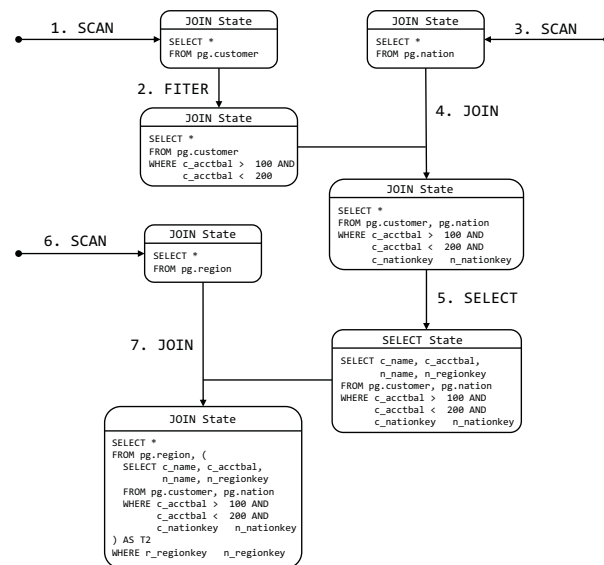 1. SCAN
JOIN State
SELECT *
FROM pg.customer
JOIN State
SELECT *
FROM pg.nation
3. SCAN
2. FITER
4. JOIN
JOIN State
SELECT *
FROM pg.customer
WHERE c_acctbal > 100 AND
c_acctbal < 200
JOIN State
SELECT *
FROM pg.customer, pg.nation
WHERE c_acctbal > 100 AND
c_acctbal < 200 AND
c_nationkey n_nationkey
6. SCAN
JOIN State
SELECT *
FROM pg.region
5. SELECT
7. JOIN
SELECT State
SELECT c_name, c_acctbal,
n_name, n_regionkey
FROM pg.customer, pg.nation
WHERE c_acctbal > 100 AND
c_acctbal < 200 AND
c_nationkey n_nationkey
JOIN State
SELECT *
FROM pg.region, (
SELECT c_name, c_acctbal,
n_name, n_regionkey
FROM pg.customer, pg.nation
WHERE c_acctbal > 100 AND
c_acctbal < 200 AND
c_nationkey n_nationkey
) AS T2
WHERE r_regionkey n_regionkey